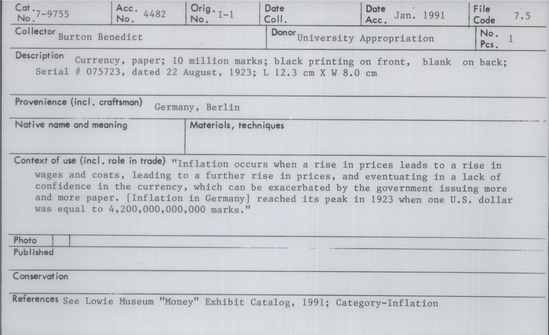 Cat. No. 7-9755 Acc. No. 4482 Orig. No. I-1 Date Coll. Date Acc. Jan. 1991 File Code 7.5
Collector Burton Benedict Donor University Appropriation No. Pcs. 1
Description Currency, paper; 10 million marks; black printing on front, blank on back;
Serial # 075723, dated 22 August, 1923; L 12.3 cm X W 8.0 cm
Provenience (incl. craftsman) Germany, Berlin
Native name and meaning Materials, techniques
Context of use (incl. role in trade) "Inflation occurs when a rise in prices leads to a rise in
wages and costs, leading to a further rise in prices, and eventuating in a lack of
confidence in the currency, which can be exacerbated by the government issuing more
and more paper. [Inflation in Germany] reached its peak in 1923 when one U.S. dollar
was equal to 4,200,000,000,000 marks."
Photo
Published
Conservation
References See Lowie Museum "Money" Exhibit Catalog, 1991; Category-Inflation